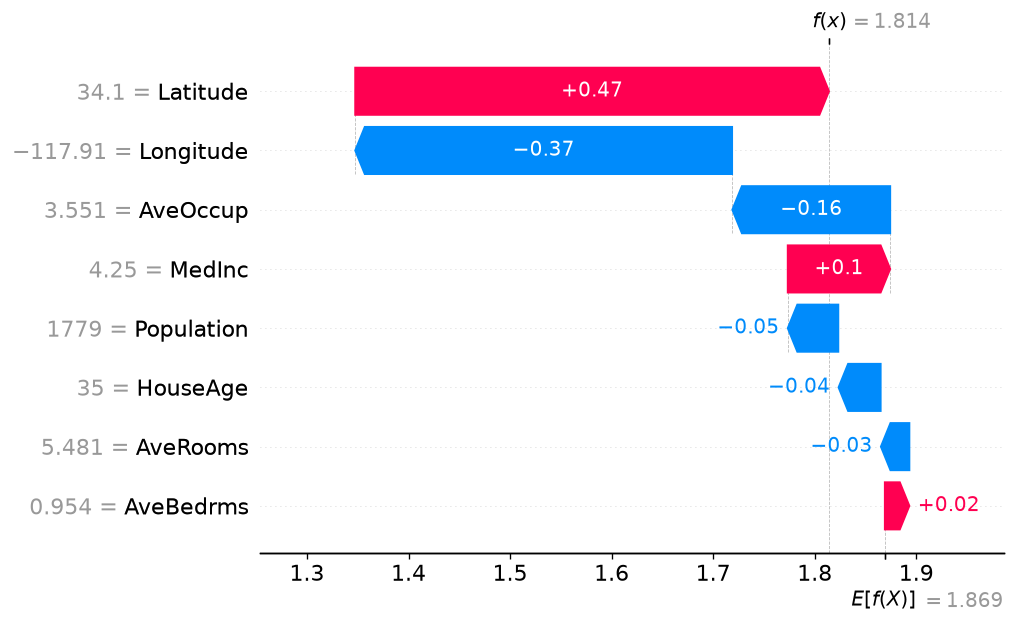 f(x) = 1.814
34.1 = Latitude +0.47
−117.91 = Longitude −0.37
3.551 = AveOccup −0.16
4.25 = MedInc +0.1
1779 = Population −0.05
35 = HouseAge −0.04
5.481 = AveRooms −0.03
0.954 = AveBedrms +0.02
1.3 1.4 1.5 1.6 1.7 1.8 1.9
E[f(X)] = 1.869